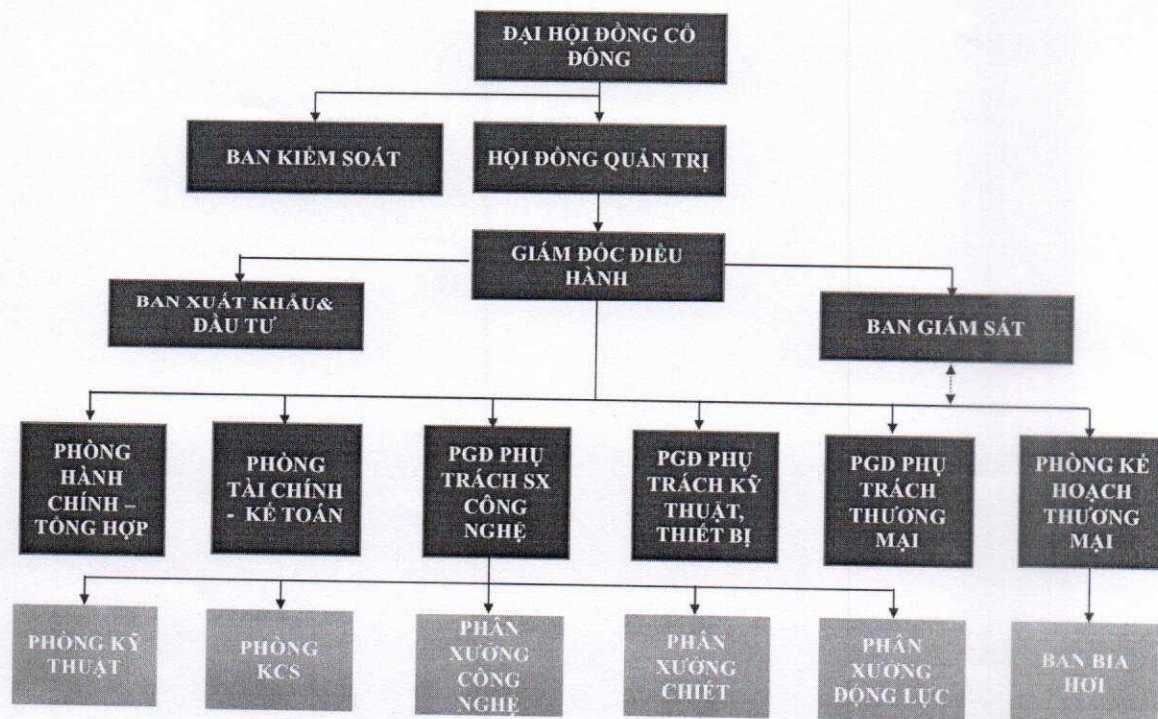 ĐẠI HỘI ĐỒNG CỔ
ĐÔNG
BAN KIỂM SOÁT
HỘI ĐỒNG QUẢN TRỊ
GIÁM ĐỐC ĐIỀU
HÀNH
BAN XUẤT KHẨU&
ĐẦU TƯ
BAN GIÁM SÁT
PHÒNG
HÀNH
CHÍNH –
TỔNG HỢP
PHÒNG
TÀI CHÍNH
- KẾ TOÁN
PGĐ PHỤ
TRÁCH SX
CÔNG
NGHỆ
PGĐ PHỤ
TRÁCH KỸ
THUẬT,
THIẾT BỊ
PGĐ PHỤ
TRÁCH
THƯƠNG
MẠI
PHÒNG KẾ
HOẠCH
THƯƠNG
MẠI
PHÒNG KỸ
THUẬT
PHÒNG
KCS
PHÂN
XƯỞNG
CÔNG
NGHỆ
PHÂN
XƯỞNG
CHIẾT
PHÂN
XƯỞNG
ĐỘNG LỰC
BAN BIA
HƠI